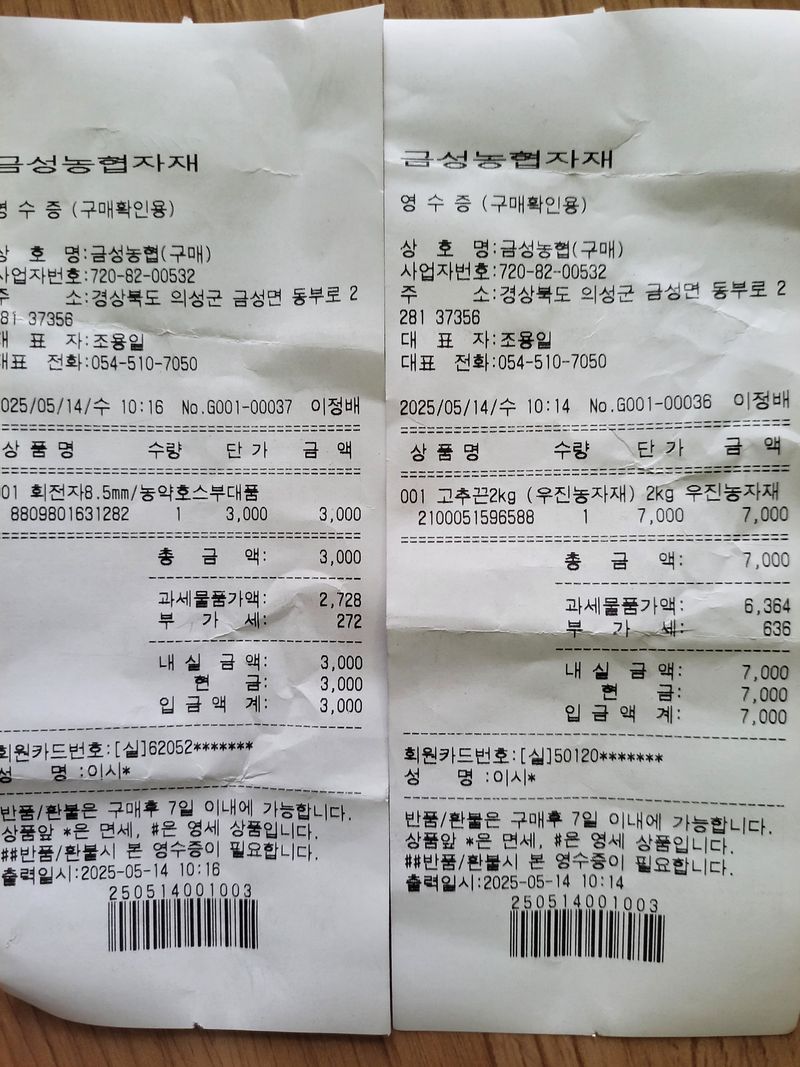 금성농협자재
영 수 증 (구매확인용)
상 호 명:금성농협(구매)
사업자번호:720-82-00532
주 소:경상북도 의성군 금성면 동부로 2
281 37356
대 표 자:조용일
대표 전화:054-510-7050
2025/05/14/수 10:16 No.G001-00037 이정배
상 품 명 수량 단 가 금 액
001 회전자8.5mm/농약호스부대품
8809801631282 1 3,000 3,000
총 금 액: 3,000
과세물품가액: 2,728
부 가 세: 272
내 실 금 액: 3,000
현 금: 3,000
입 금 액 계: 3,000
회원카드번호:[실]62052*******
성 명 :이시*
반품/환불은 구매후 7일 이내에 가능합니다.
상품앞 *은 면세, #은 영세 상품입니다.
##반품/환불시 본 영수증이 필요합니다.
출력일시:2025-05-14 10:16
250514001003
금성농협자재
영 수 증 (구매확인용)
상 호 명:금성농협(구매)
사업자번호:720-82-00532
주 소:경상북도 의성군 금성면 동부로 2
281 37356
대 표 자:조용일
대표 전화:054-510-7050
2025/05/14/수 10:14 No.G001-00036 이정배
상 품 명 수량 단 가 금 액
001 고추끈2kg (우진농자재) 2kg 우진농자재
2100051596588 1 7,000 7,000
총 금 액: 7,000
과세물품가액: 6,364
부 가 세: 636
내 실 금 액: 7,000
현 금: 7,000
입 금 액 계: 7,000
회원카드번호:[실]50120*******
성 명 :이시*
반품/환불은 구매후 7일 이내에 가능합니다.
상품앞 *은 면세, #은 영세 상품입니다.
##반품/환불시 본 영수증이 필요합니다.
출력일시:2025-05-14 10:14
250514001003